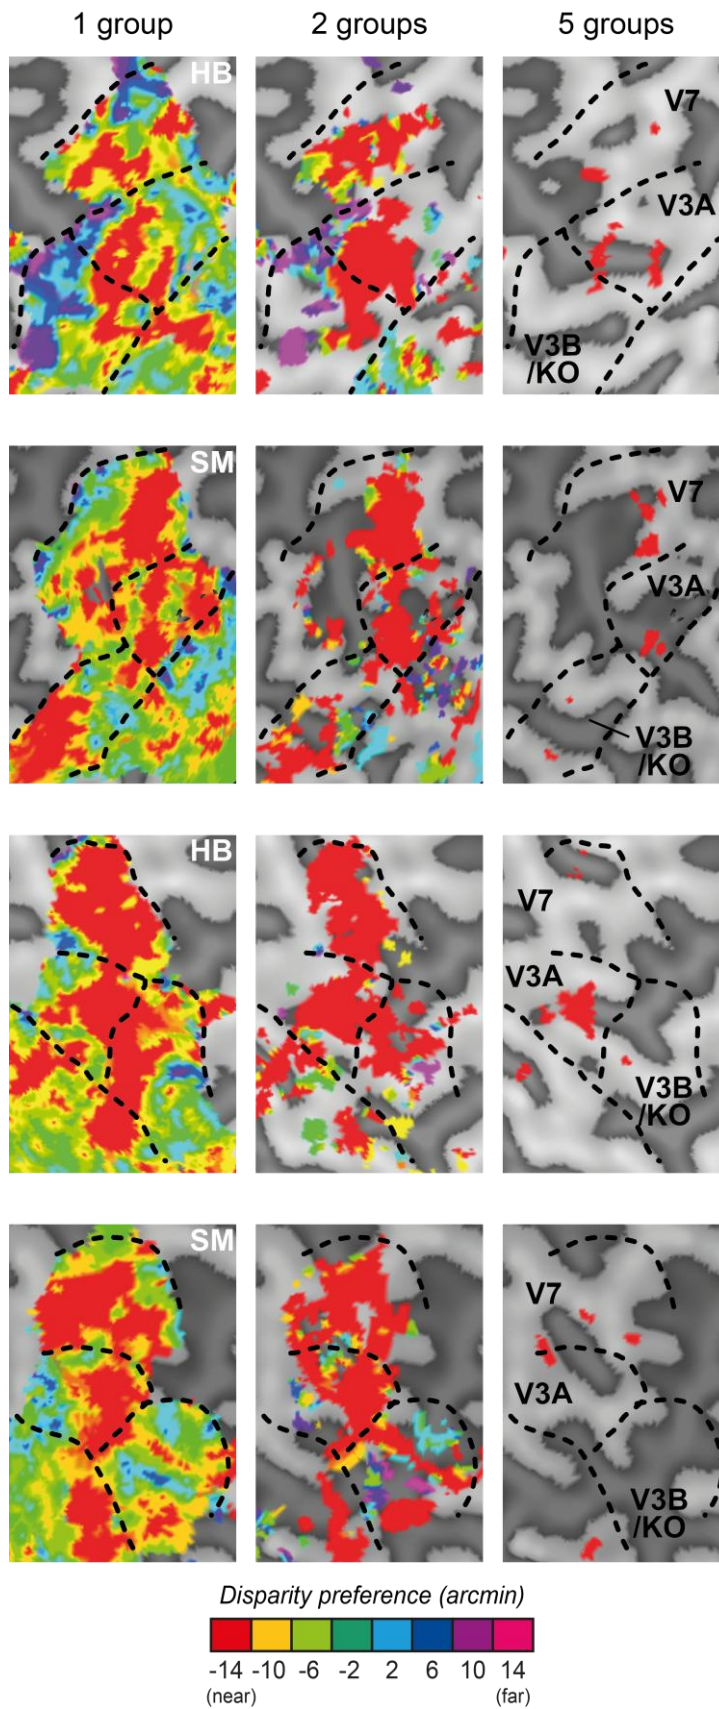 1 group 2 groups 5 groups
HB
V7
V3A
V3B
/KO
SM
V7
V3A
V3B
/KO
HB
V7
V3A
V3B
/KO
SM
V7
V3A
V3B
/KO
Disparity preference (arcmin)
-14 -10 -6 -2 2 6 10 14
(near) (far)